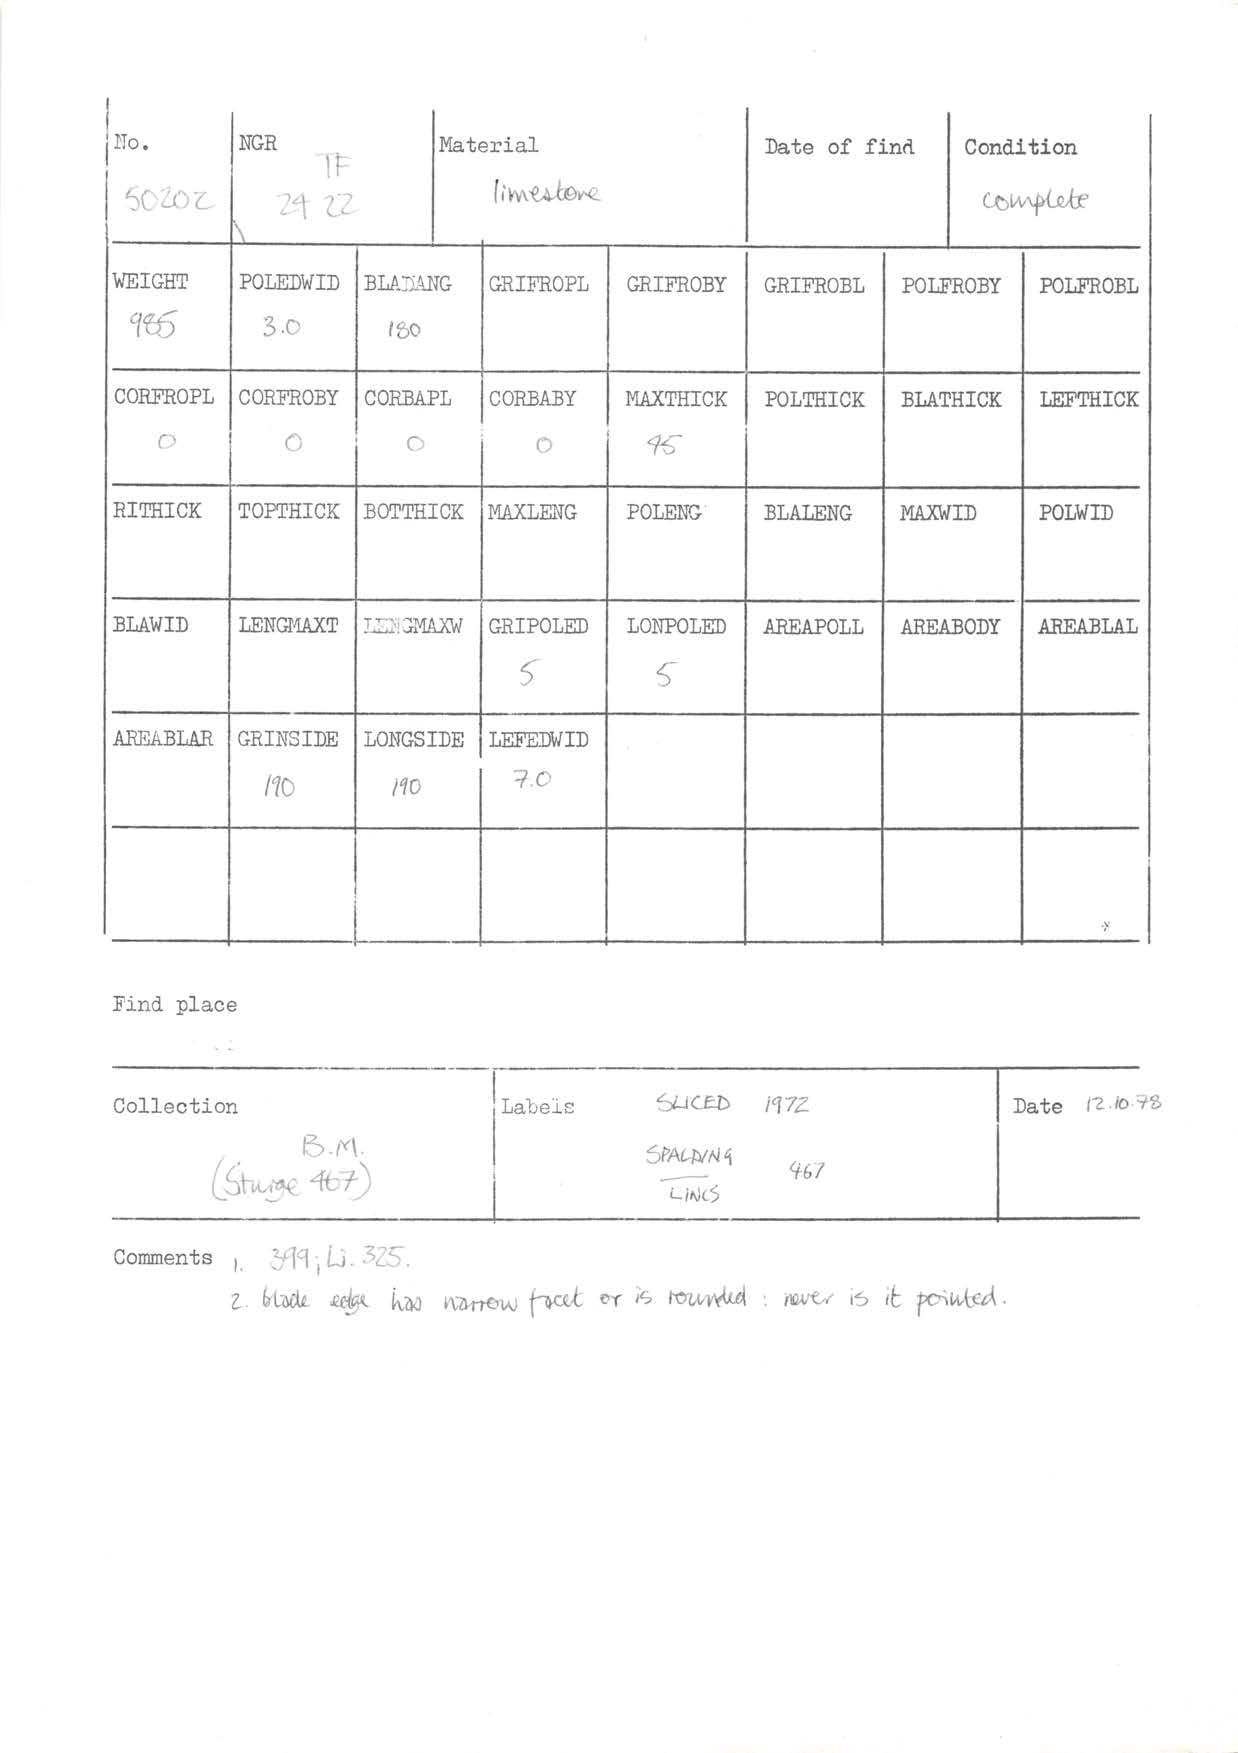 No. NGR Material Date of find Condition
TF
50202 24 22 limestone complete
WEIGHT POLEDWID BLADANG GRIFROPL GRIFROBY GRIFROBL POLFROBY POLFROBL
985 3.0 180
CORFROPL CORFROBY CORBAPL CORBABY MAXTHICK POLTHICK BLATHICK LEFTTHICK
0 0 0 0 45
RITHICK TOPTHICK BOTTHICK MAXLENG POLENG BLALENG MAXWID POLWID
BLAWID LENGMAXT LENGMAXW GRIPOLED LONPOLED AREAPOLL AREABODY AREABLAL
5 5
AREABLAR GRINSIDE LONGSIDE LEFEDWID
190 190 7.0
Find place
Collection Labels SLICED 1972 Date 12.10.78
B.M. SPALDING 467
(Sturge 467) LINCS
Comments 1. 399; Li. 325.
2. blade edge has narrow facet or is rounded : never is it pointed.